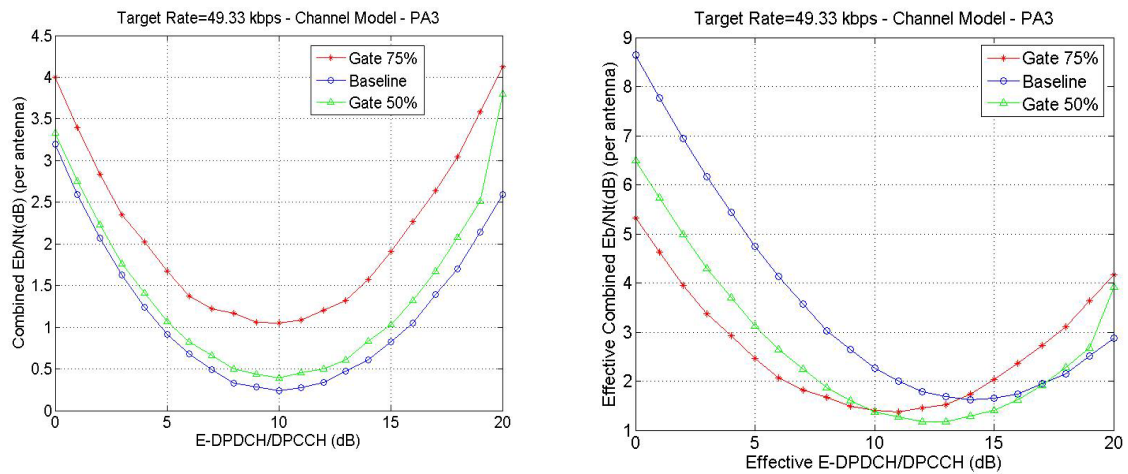 Target Rate=49.33 kbps - Channel Model - PA3
4.5
4
3.5
3
2.5
2
1.5
1
0.5
0
0
5
10
15
20
Combined Eb/Nt(dB) (per antenna)
E-DPDCH/DPCCH (dB)
Gate 75%
Baseline
Gate 50%
Target Rate=49.33 kbps - Channel Model - PA3
9
8
7
6
5
4
3
2
1
0
5
10
15
20
Effective Combined Eb/Nt(dB) (per antenna)
Effective E-DPDCH/DPCCH (dB)
Gate 75%
Baseline
Gate 50%